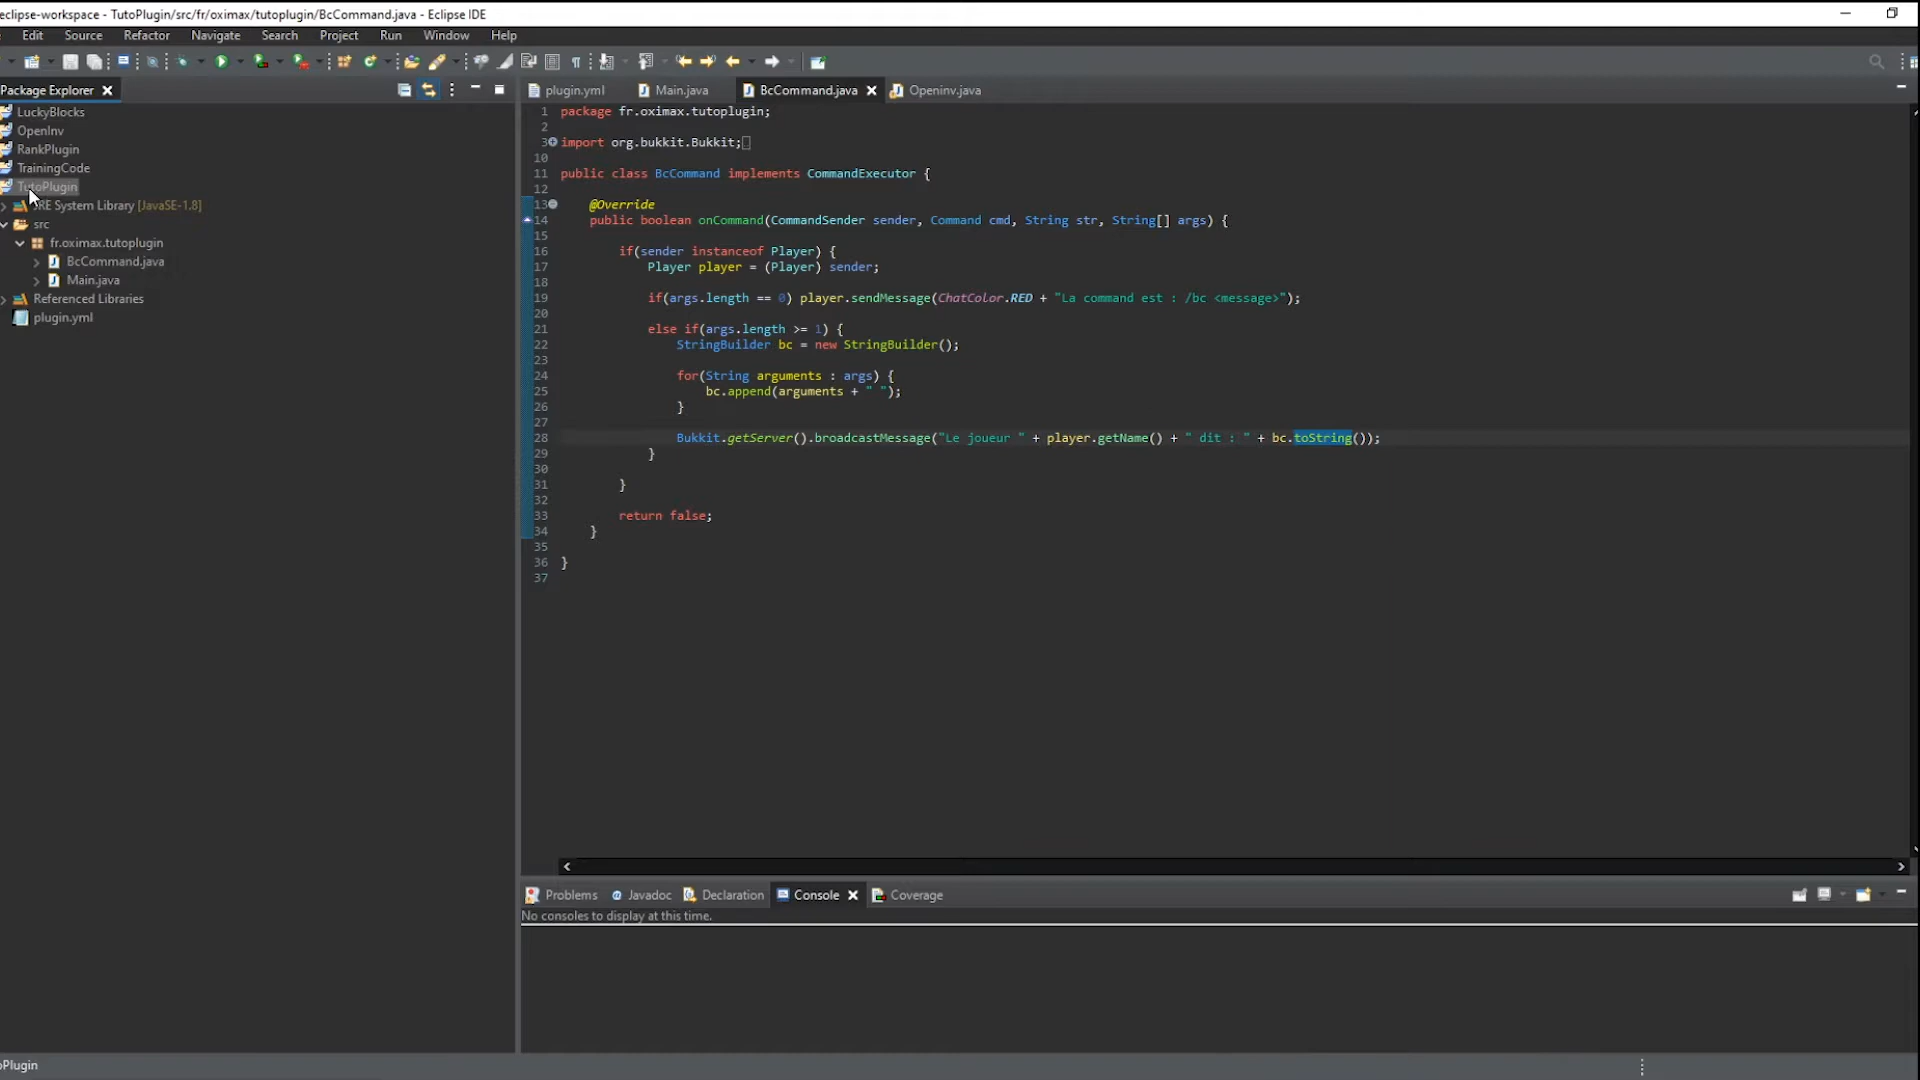 eclipse-workspace - TutoPlugin/src/fr/oximax/tutoplugin/BcCommand.java - Eclipse IDE
Edit Source Refactor Navigate Search Project Run Window Help
Package Explorer
LuckyBlocks
OpenInv
RankPlugin
TrainingCode
TutoPlugin
JRE System Library [JavaSE-1.8]
src
fr.oximax.tutoplugin
BcCommand.java
Main.java
Referenced Libraries
plugin.yml
plugin.yml Main.java BcCommand.java Openinv.java
1 package fr.oximax.tutoplugin;
2
3 import org.bukkit.Bukkit;
10
11 public class BcCommand implements CommandExecutor {
12
13 @Override
14 public boolean onCommand(CommandSender sender, Command cmd, String str, String[] args) {
15
16 if(sender instanceof Player) {
17 Player player = (Player) sender;
18
19 if(args.length == 0) player.sendMessage(ChatColor.RED + "La command est : /bc <message>");
20
21 else if(args.length >= 1) {
22 StringBuilder bc = new StringBuilder();
23
24 for(String arguments : args) {
25 bc.append(arguments + " ");
26 }
27
28 Bukkit.getServer().broadcastMessage("Le joueur " + player.getName() + " dit : " + bc.toString());
29 }
30
31 }
32
33 return false;
34 }
35
36 }
37
Problems Javadoc Declaration Console Coverage
No consoles to display at this time.
oPlugin